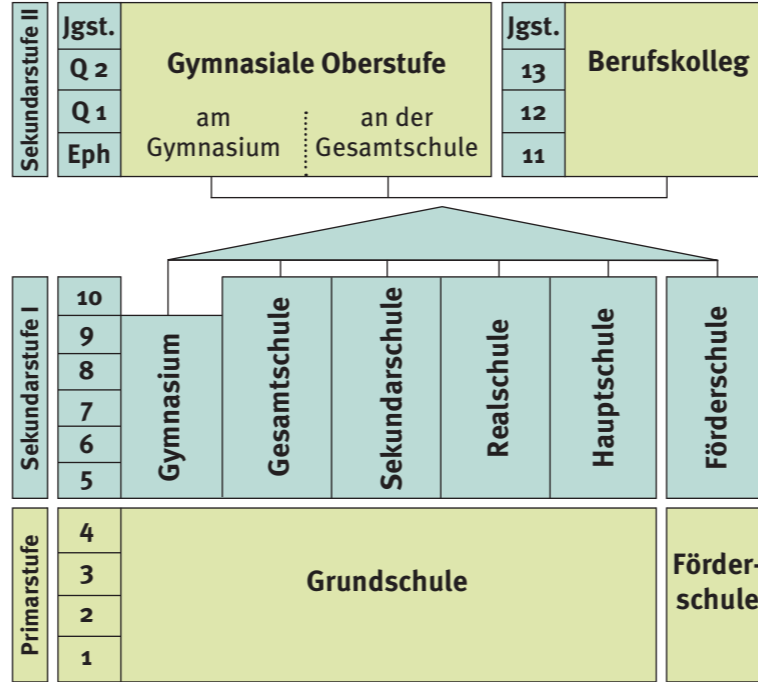 Sekundarstufe II
Jgst.
Q 2
Q 1
Eph
Gymnasiale Oberstufe
am
Gymnasium
an der
Gesamtschule
Jgst.
13
12
11
Berufskolleg
Sekundarstufe I
10
9
8
7
6
5
Gymnasium
Gesamtschule
Sekundarschule
Realschule
Hauptschule
Förderschule
Primarstufe
4
3
2
1
Grundschule
Förder-
schule